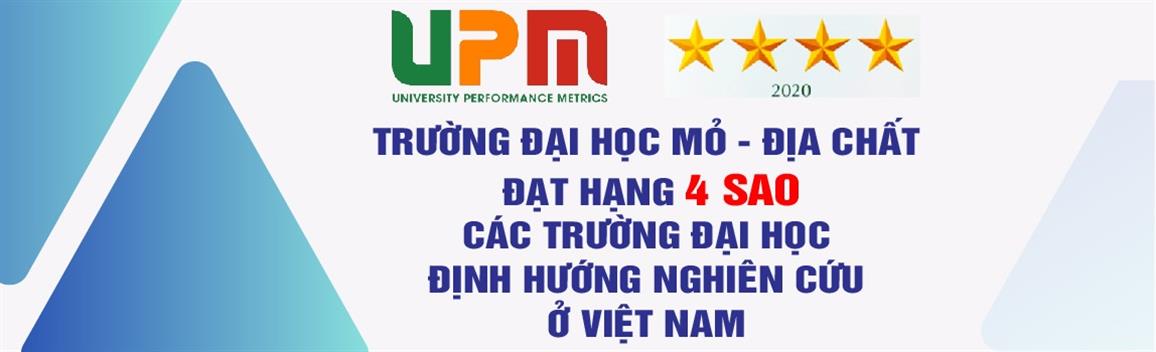 UPM
UNIVERSITY PERFORMANCE METRICS
2020
TRƯỜNG ĐẠI HỌC MỎ - ĐỊA CHẤT
ĐẠT HẠNG 4 SAO
CÁC TRƯỜNG ĐẠI HỌC
ĐỊNH HƯỚNG NGHIÊN CỨU
Ở VIỆT NAM